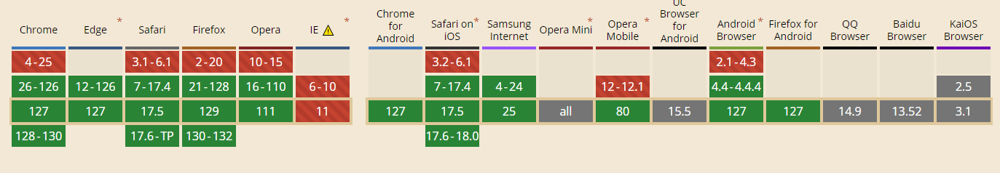 UC
Chrome
Browser
Chrome
for
Android
Edge *
Safari
Firefox
Opera
IE ⚠ *
Safari on *
iOS
Samsung
Internet
Opera Mini *
Opera *
Mobile
for
Android
Android *
Browser
Firefox for
Android
QQ
Browser
Baidu
Browser
KaiOS
Browser
4-25 3.1-6.1 2-20 10-15 3.2-6.1 2.1-4.3
26-126 12-126 7-17.4 21-128 16-110 6-10 7-17.4 4-24 12-12.1 4.4-4.4.4 2.5
127 127 17.5 129 111 11 127 17.5 25 all 80 15.5 127 127 14.9 13.52 3.1
128-130 17.6-TP 130-132 17.6-18.0